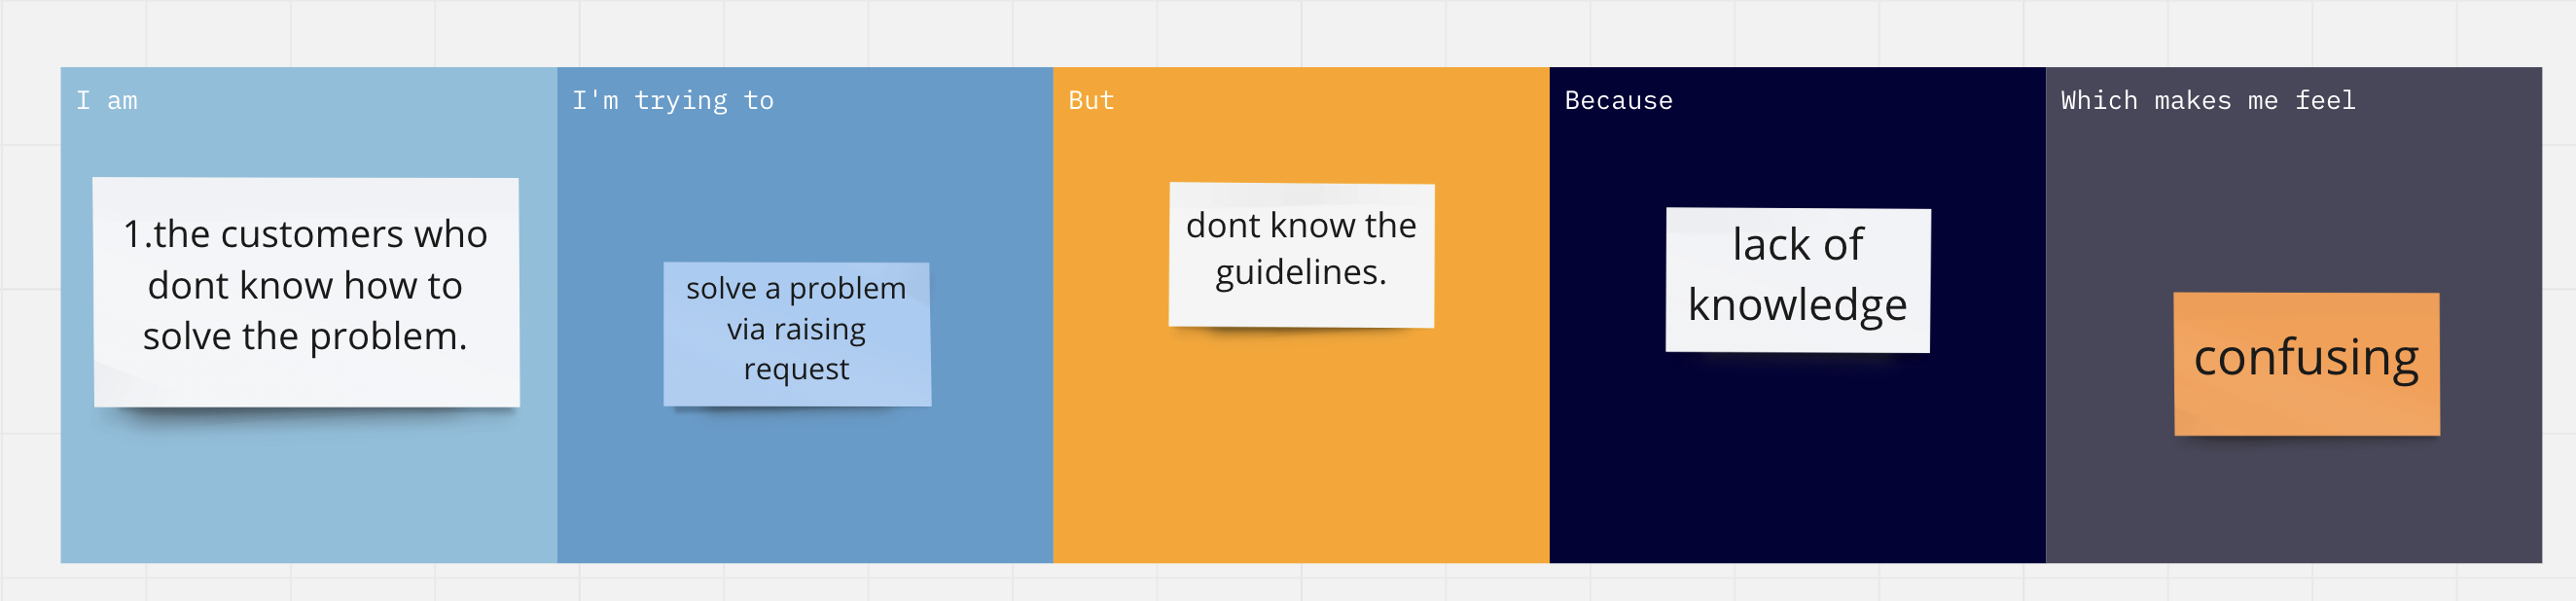 I am
1.the customers who
dont know how to
solve the problem.
I'm trying to
solve a problem
via raising
request
But
dont know the
guidelines.
Because
lack of
knowledge
Which makes me feel
confusing